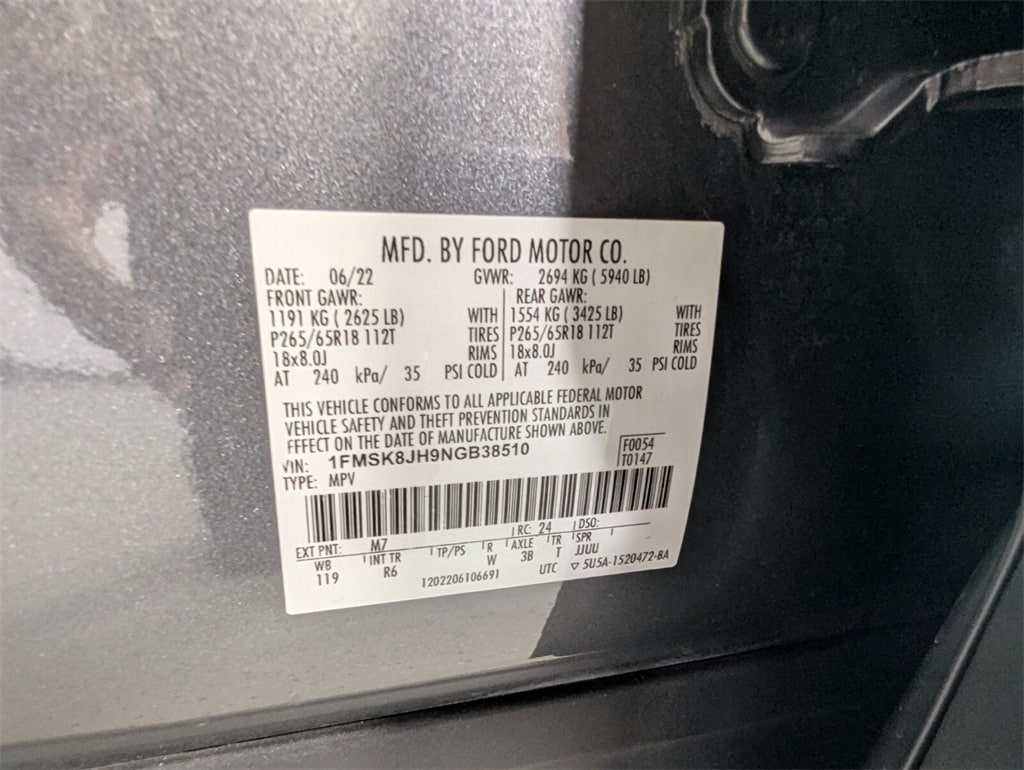 MFD. BY FORD MOTOR CO.
DATE: 06/22 GVWR: 2694 KG ( 5940 LB)
FRONT GAWR: REAR GAWR:
1191 KG ( 2625 LB) WITH 1554 KG ( 3425 LB) WITH
P265/65R18 112T TIRES P265/65R18 112T TIRES
18x8.0J RIMS 18x8.0J RIMS
AT 240 kPa/ 35 PSI COLD AT 240 kPa/ 35 PSI COLD
THIS VEHICLE CONFORMS TO ALL APPLICABLE FEDERAL MOTOR
VEHICLE SAFETY AND THEFT PREVENTION STANDARDS IN
EFFECT ON THE DATE OF MANUFACTURE SHOWN ABOVE.
VIN: 1FMSK8JH9NGB38510 F0054
TYPE: MPV T0147
EXT PNT: M7 RC: 24 DSO:
WB INT TR TP/PS R AXLE TR SPR
119 R6 W 3B T JJUU
1202206106691 UTC ▽ 5U5A-1520472-BA